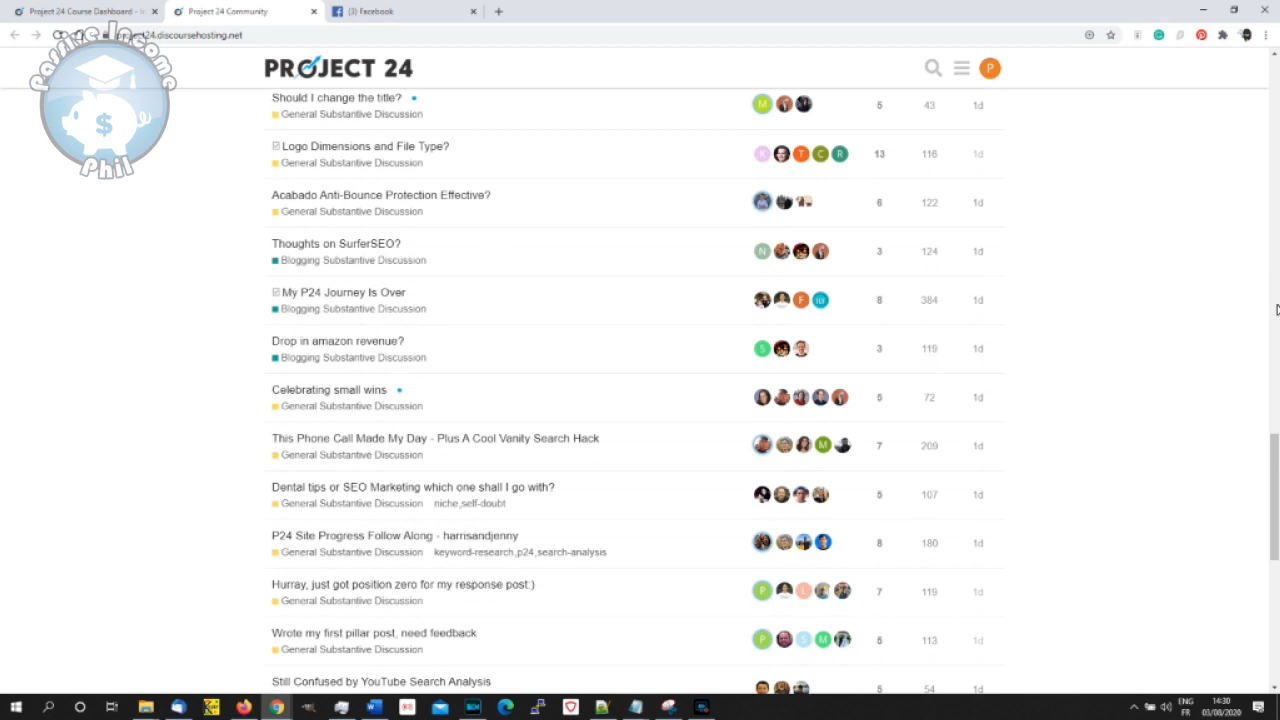 Project 24 Course Dashboard - In
Project 24 Community
(3) Facebook
project24.discoursehosting.net
Passive Income
$
Phil
PROJECT 24
P
Should I change the title?
General Substantive Discussion
M
5 43 1d
Logo Dimensions and File Type?
General Substantive Discussion
K T C R
13 116 1d
Acabado Anti-Bounce Protection Effective?
General Substantive Discussion
6 122 1d
Thoughts on SurferSEO?
Blogging Substantive Discussion
N
3 124 1d
My P24 Journey Is Over
Blogging Substantive Discussion
F
8 384 1d
Drop in amazon revenue?
Blogging Substantive Discussion
S
3 119 1d
Celebrating small wins
General Substantive Discussion
5 72 1d
This Phone Call Made My Day - Plus A Cool Vanity Search Hack
General Substantive Discussion
M
7 209 1d
Dental tips or SEO Marketing which one shall I go with?
General Substantive Discussion niche,self-doubt
5 107 1d
P24 Site Progress Follow Along - harrisandjenny
General Substantive Discussion keyword-research,p24,search-analysis
8 180 1d
Hurray, just got position zero for my response post:)
General Substantive Discussion
P L
7 119 1d
Wrote my first pillar post, need feedback
General Substantive Discussion
P S M
5 113 1d
Still Confused by YouTube Search Analysis
5 54 1d
ENG
FR
14:30
03/08/2020